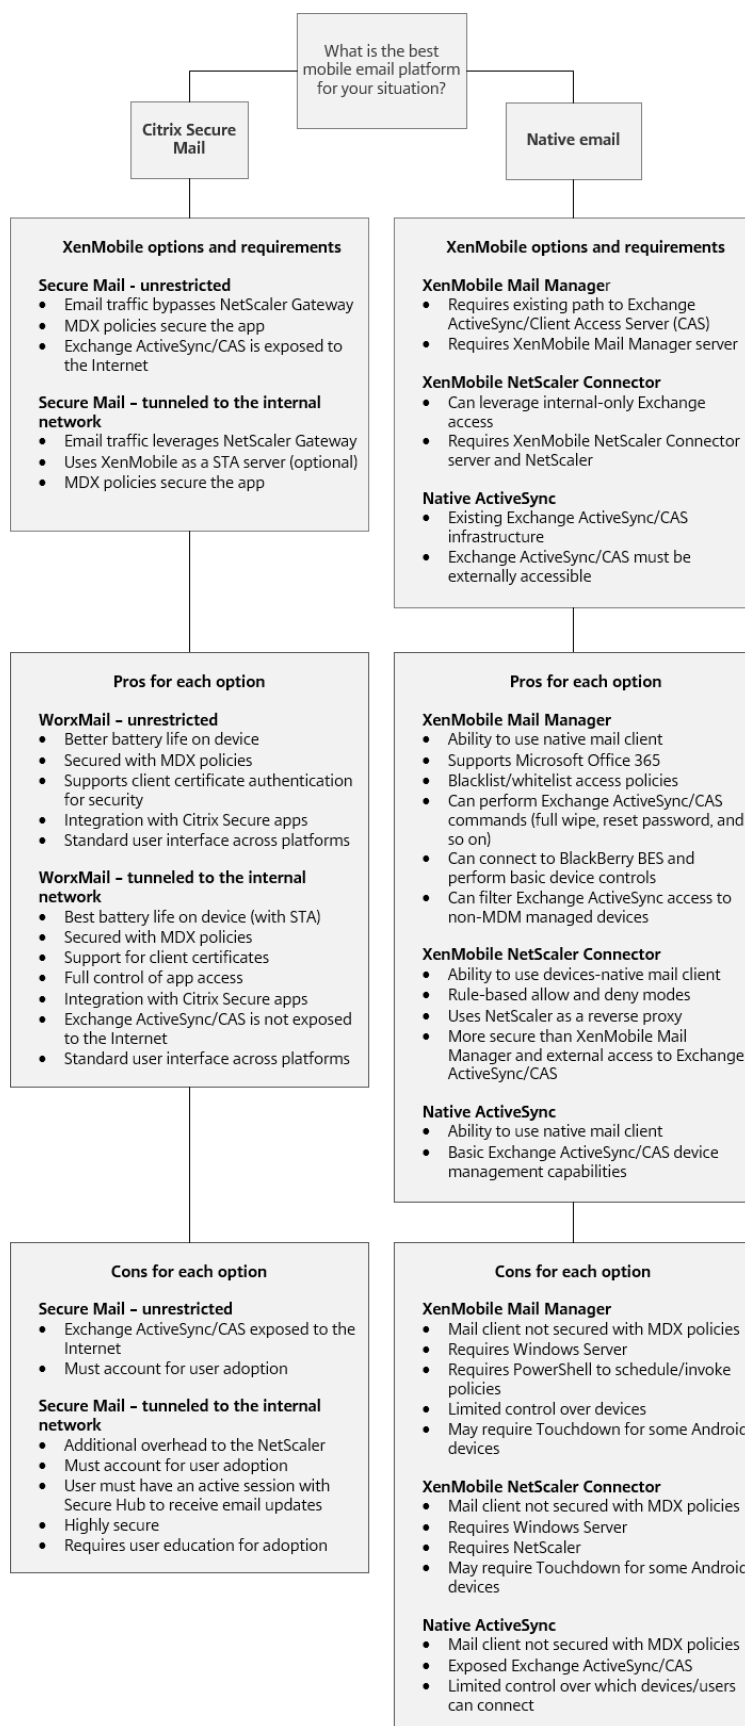 What is the best
mobile email platform
for your situation?
Citrix Secure
Mail
Native email
XenMobile options and requirements
Secure Mail - unrestricted
• Email traffic bypasses NetScaler Gateway
• MDX policies secure the app
• Exchange ActiveSync/CAS is exposed to
the Internet
Secure Mail – tunneled to the internal
network
• Email traffic leverages NetScaler Gateway
• Uses XenMobile as a STA server (optional)
• MDX policies secure the app
XenMobile options and requirements
XenMobile Mail Manager
• Requires existing path to Exchange
ActiveSync/Client Access Server (CAS)
• Requires XenMobile Mail Manager server
XenMobile NetScaler Connector
• Can leverage internal-only Exchange
access
• Requires XenMobile NetScaler Connector
server and NetScaler
Native ActiveSync
• Existing Exchange ActiveSync/CAS
infrastructure
• Exchange ActiveSync/CAS must be
externally accessible
Pros for each option
WorxMail – unrestricted
• Better battery life on device
• Secured with MDX policies
• Supports client certificate authentication
for security
• Integration with Citrix Secure apps
• Standard user interface across platforms
WorxMail – tunneled to the internal
network
• Best battery life on device (with STA)
• Secured with MDX policies
• Support for client certificates
• Full control of app access
• Integration with Citrix Secure apps
• Exchange ActiveSync/CAS is not exposed
to the Internet
• Standard user interface across platforms
Pros for each option
XenMobile Mail Manager
• Ability to use native mail client
• Supports Microsoft Office 365
• Blacklist/whitelist access policies
• Can perform Exchange ActiveSync/CAS
commands (full wipe, reset password, and
so on)
• Can connect to BlackBerry BES and
perform basic device controls
• Can filter Exchange ActiveSync access to
non-MDM managed devices
XenMobile NetScaler Connector
• Ability to use devices-native mail client
• Rule-based allow and deny modes
• Uses NetScaler as a reverse proxy
• More secure than XenMobile Mail
Manager and external access to Exchange
ActiveSync/CAS
Native ActiveSync
• Ability to use native mail client
• Basic Exchange ActiveSync/CAS device
management capabilities
Cons for each option
Secure Mail – unrestricted
• Exchange ActiveSync/CAS exposed to the
Internet
• Must account for user adoption
Secure Mail – tunneled to the internal
network
• Additional overhead to the NetScaler
• Must account for user adoption
• User must have an active session with
Secure Hub to receive email updates
• Highly secure
• Requires user education for adoption
Cons for each option
XenMobile Mail Manager
• Mail client not secured with MDX policies
• Requires Windows Server
• Requires PowerShell to schedule/invoke
policies
• Limited control over devices
• May require Touchdown for some Android
devices
XenMobile NetScaler Connector
• Mail client not secured with MDX policies
• Requires Windows Server
• Requires NetScaler
• May require Touchdown for some Android
devices
Native ActiveSync
• Mail client not secured with MDX policies
• Exposed Exchange ActiveSync/CAS
• Limited control over which devices/users
can connect